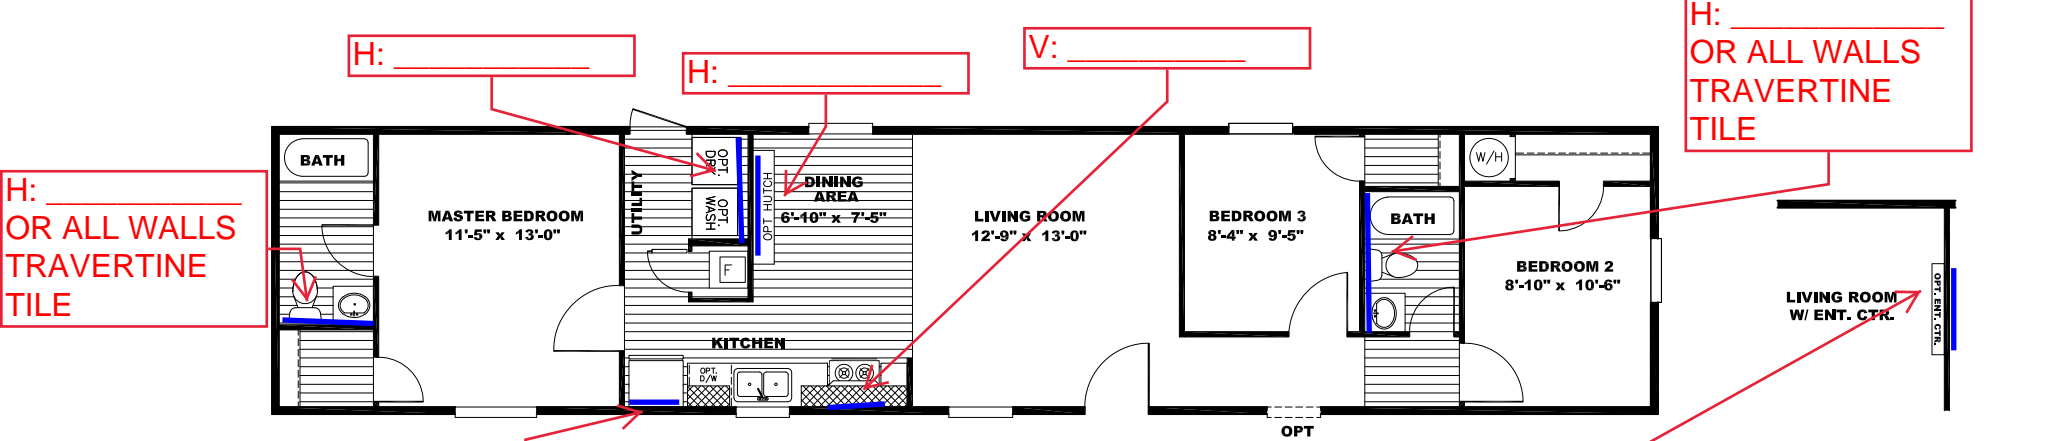 H: ___________
H: ____________
V: __________
H: ____________
OR ALL WALLS
TRAVERTINE
TILE
H: ___________
OR ALL WALLS
TRAVERTINE
TILE
BATH
MASTER BEDROOM
11'-5" x 13'-0"
UTILITY
OPT.
DRY.
OPT.
WASH
F
OPT HUTCH
DINING
AREA
6'-10" x 7'-5"
KITCHEN
OPT.
D/W
LIVING ROOM
12'-9" x 13'-0"
BEDROOM 3
8'-4" x 9'-5"
BATH
W/H
BEDROOM 2
8'-10" x 10'-6"
OPT
LIVING ROOM
W/ ENT. CTR.
OPT. ENT. CTR.